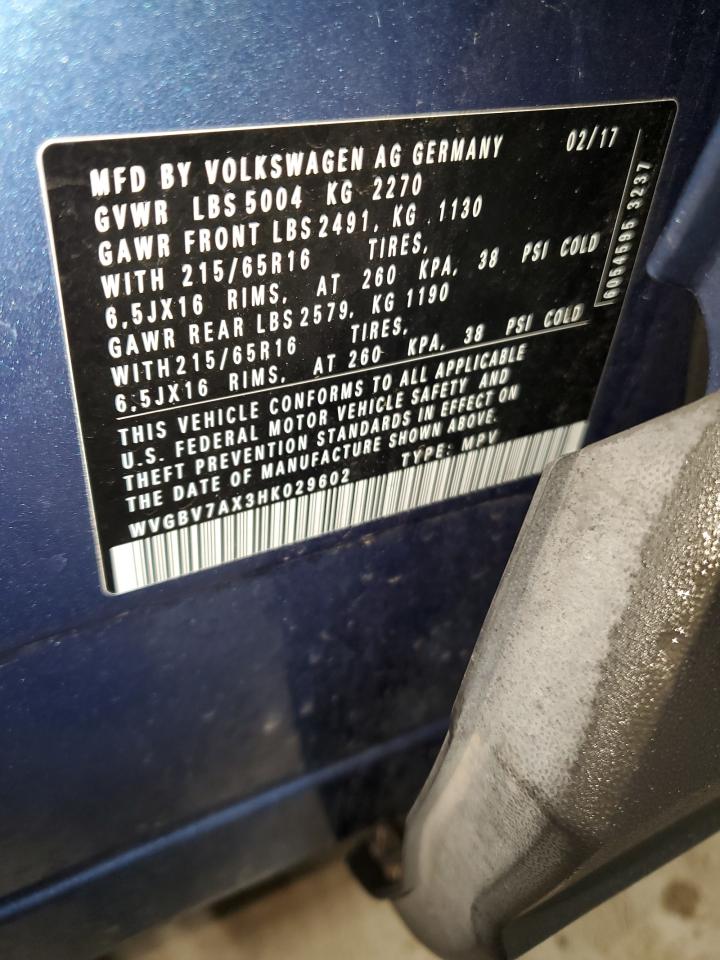 MFD BY VOLKSWAGEN AG GERMANY 02/17
GVWR LBS 5004 KG 2270
GAWR FRONT LBS 2491, KG 1130
WITH 215/65R16 TIRES,
6,5JX16 RIMS, AT 260 KPA, 38 PSI COLD
GAWR REAR LBS 2579, KG 1190
WITH 215/65R16 TIRES,
6,5JX16 RIMS, AT 260 KPA, 38 PSI COLD
THIS VEHICLE CONFORMS TO ALL APPLICABLE
U.S. FEDERAL MOTOR VEHICLE SAFETY AND
THEFT PREVENTION STANDARDS IN EFFECT ON
THE DATE OF MANUFACTURE SHOWN ABOVE.
WVGBV7AX3HK029602 TYPE: MPV
6054595 3237